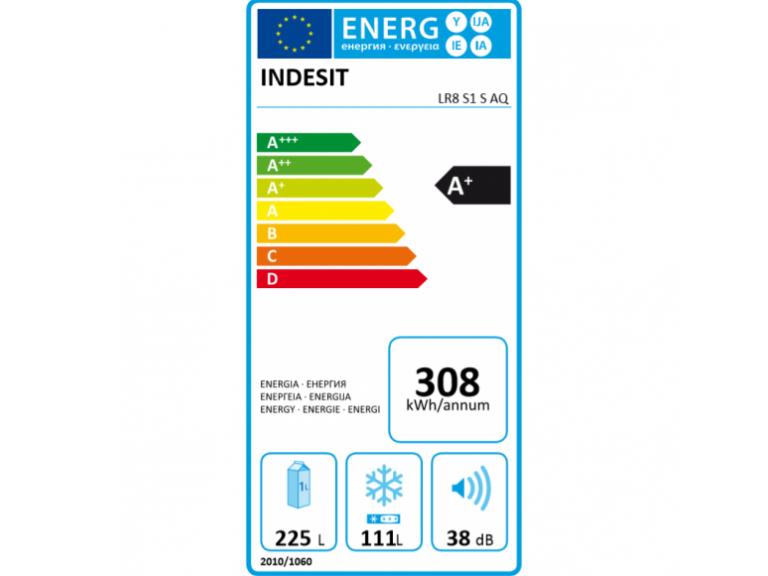 ENERG Y IJA
енергия · ενεργεια IE IA
INDESIT
LR8 S1 S AQ
A+++
A++
A+
A
B
C
D
A+
308
kWh/annum
ENERGIA · ЕНЕРГИЯ
ΕΝΕΡΓΕΙΑ · ENERGIJA
ENERGY · ENERGIE · ENERGI
1L
225 L
111L
38 dB
2010/1060